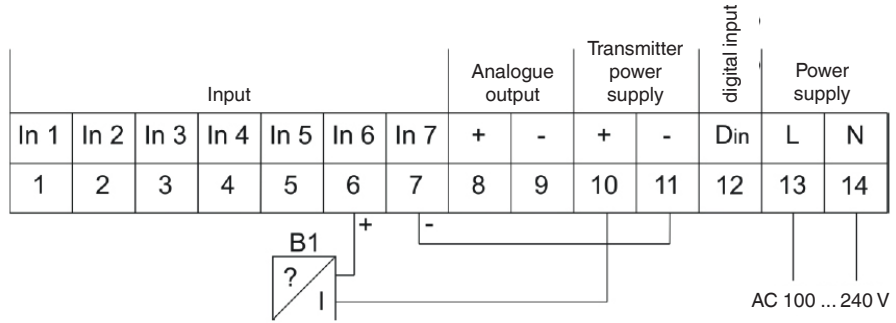 Input
Analogue
output
Transmitter
power
supply
digital input
Power
supply
In 1 In 2 In 3 In 4 In 5 In 6 In 7 + - + - Din L N
1 2 3 4 5 6 7 8 9 10 11 12 13 14
+ -
B1
?
I
AC 100 ... 240 V